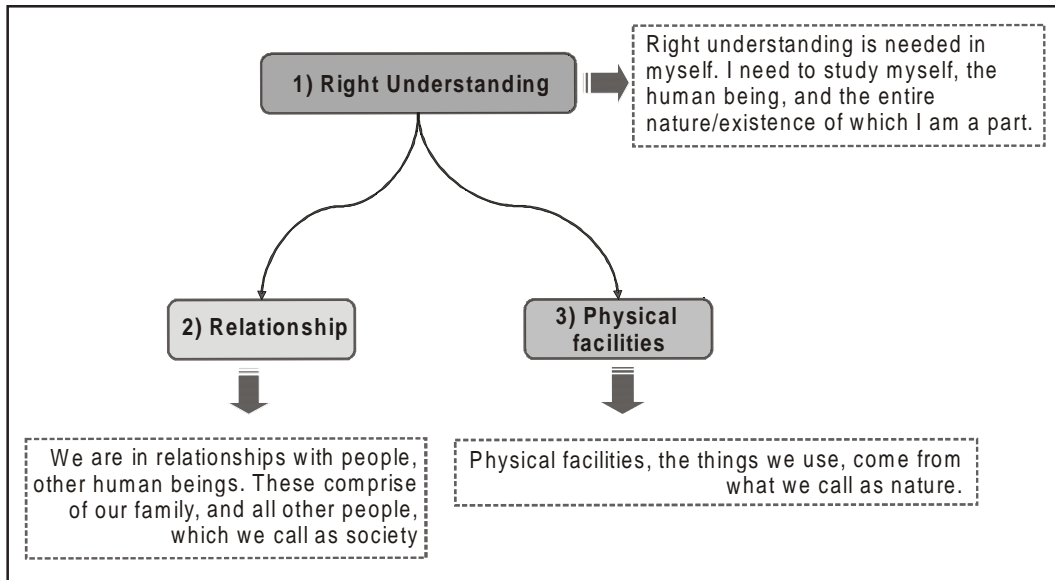 1) Right Understanding
Right understanding is needed in
myself. I need to study myself, the
human being, and the entire
nature/existence of which I am a part.
2) Relationship
3) Physical
facilities
We are in relationships with people,
other human beings. These comprise
of our family, and all other people,
which we call as society
Physical facilities, the things we use, come from
what we call as nature.